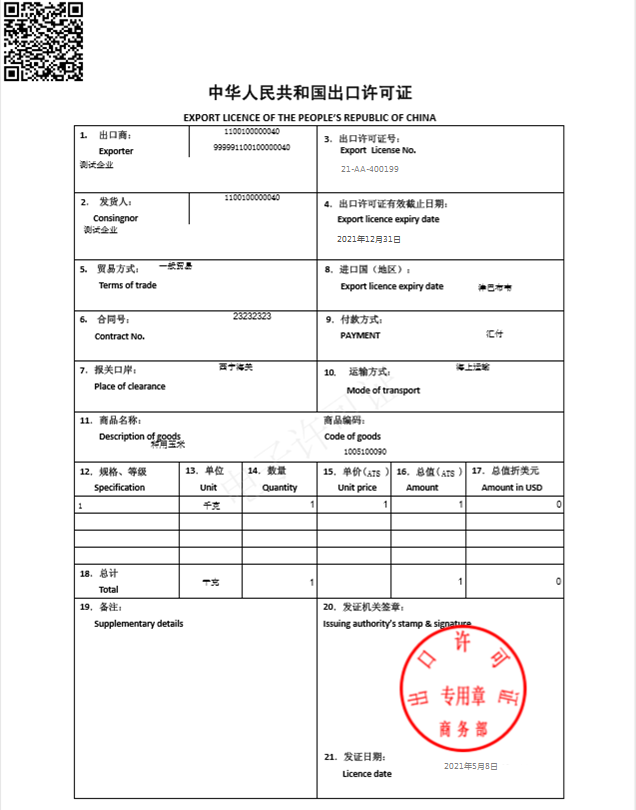 中华人民共和国出口许可证
EXPORT LICENCE OF THE PEOPLE'S REPUBLIC OF CHINA
1. 出口商: 1100100000040
Exporter 999991100100000040
测试企业
3. 出口许可证号:
Export License No.
21-AA-400199
2. 发货人: 1100100000040
Consingnor
测试企业
4. 出口许可证有效截止日期:
Export licence expiry date
2021年12月31日
5. 贸易方式: 一般贸易
Terms of trade
8. 进口国（地区）:
Export licence expiry date 津巴布韦
6. 合同号: 23232323
Contract No.
9. 付款方式:
PAYMENT 汇付
7. 报关口岸: 西宁海关
Place of clearance
10. 运输方式: 海上运输
Mode of transport
11. 商品名称:
Description of goods
种用玉米
商品编码:
Code of goods
1005100090
12. 规格、等级 13. 单位 14. 数量 15. 单价(ATS ) 16. 总值(ATS ) 17. 总值折美元
Specification Unit Quantity Unit price Amount Amount in USD
1 千克 1 1 1 0
18. 总计
Total 千克 1 1 0
19. 备注:
Supplementary details
20. 发证机关签章:
Issuing authority's stamp & signature
出口许可证
专用章
商务部
21. 发证日期: 2021年5月8日
Licence date
电子许可证